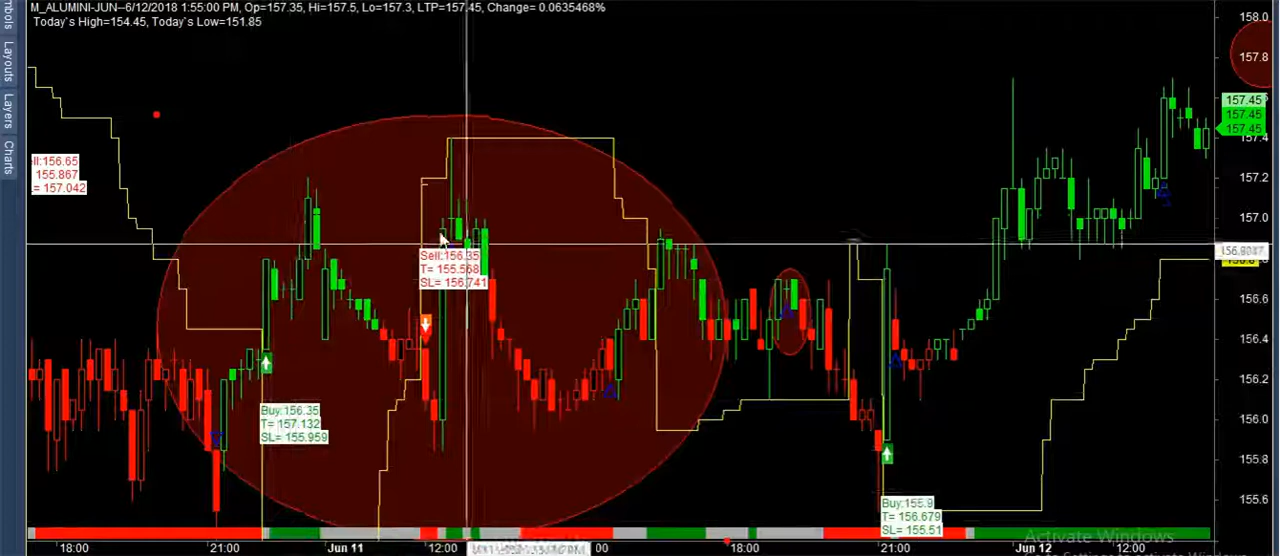 M_ALUMINI-JUN--6/12/2018 1:55:00 PM, Op=157.35, Hi=157.5, Lo=157.3, LTP=157.45, Change= 0.0635468%
Today's High=154.45, Today's Low=151.85
Layouts
Layers
Charts
158.0
157.8
157.45
157.45
157.45
157.4
157.2
157.0
156.6
156.4
156.2
156.0
155.8
155.6
156.65
155.867
= 157.042
Sell:156.35
T= 155.568
SL= 156.741
Buy:156.35
T= 157.132
SL= 155.959
Buy:155.9
T= 156.679
SL= 155.51
18:00
21:00
Jun 11
12:00
18:00
21:00
Jun 12
12:00
Activate Windows